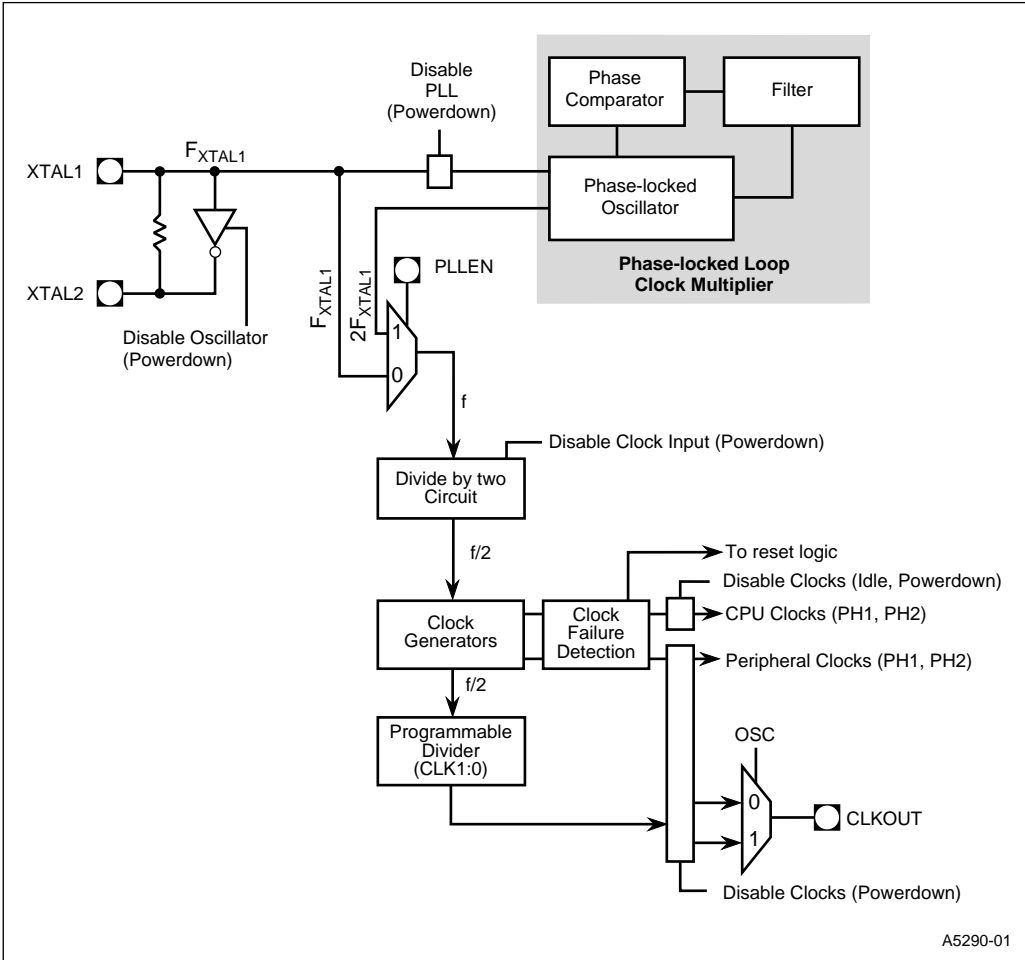 Disable
PLL
(Powerdown)
Phase
Comparator
Filter
XTAL1
FXTAL1
Phase-locked
Oscillator
Phase-locked Loop
Clock Multiplier
XTAL2
PLLEN
FXTAL1
2FXTAL1
Disable Oscillator
(Powerdown)
1
0
f
Disable Clock Input (Powerdown)
Divide by two
Circuit
f/2
To reset logic
Disable Clocks (Idle, Powerdown)
Clock
Generators
Clock
Failure
Detection
CPU Clocks (PH1, PH2)
Peripheral Clocks (PH1, PH2)
f/2
Programmable
Divider
(CLK1:0)
OSC
0
1
CLKOUT
Disable Clocks (Powerdown)
A5290-01